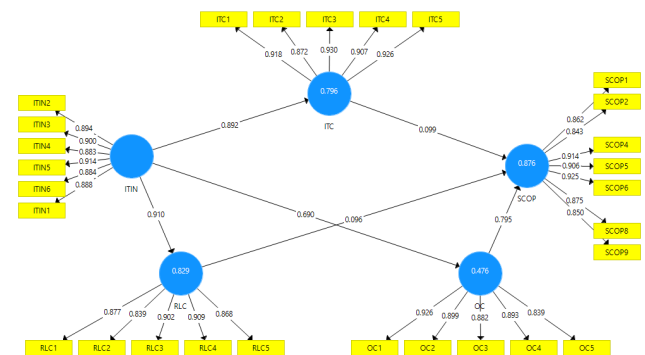 ITC1 ITC2 ITC3 ITC4 ITC5
0.918 0.872 0.930 0.907 0.926
0.796
ITC
SCOP1
SCOP2
SCOP4
SCOP5
SCOP6
SCOP8
SCOP9
0.862
0.843
0.914
0.906
0.925
0.875
0.850
0.876
SCOP
ITIN2
ITIN3
ITIN4
ITIN5
ITIN6
ITIN1
0.894
0.900
0.883
0.914
0.884
0.888
ITIN
0.892
0.099
0.910
0.690
0.096
0.795
0.829
RLC
0.476
OC
0.877 0.839 0.902 0.909 0.868
0.926 0.899 0.882 0.893 0.839
RLC1 RLC2 RLC3 RLC4 RLC5
OC1 OC2 OC3 OC4 OC5